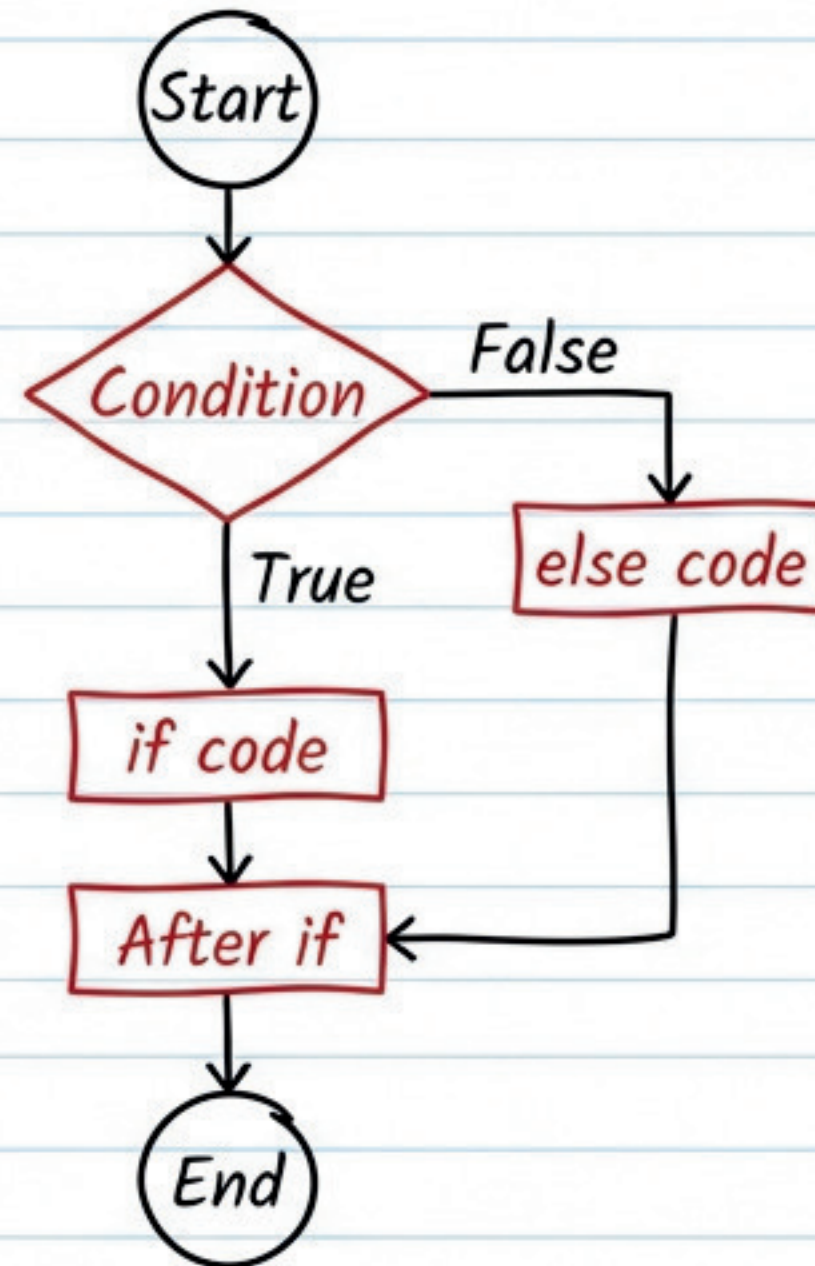 Start
Condition
False
True
else code
if code
After if
End